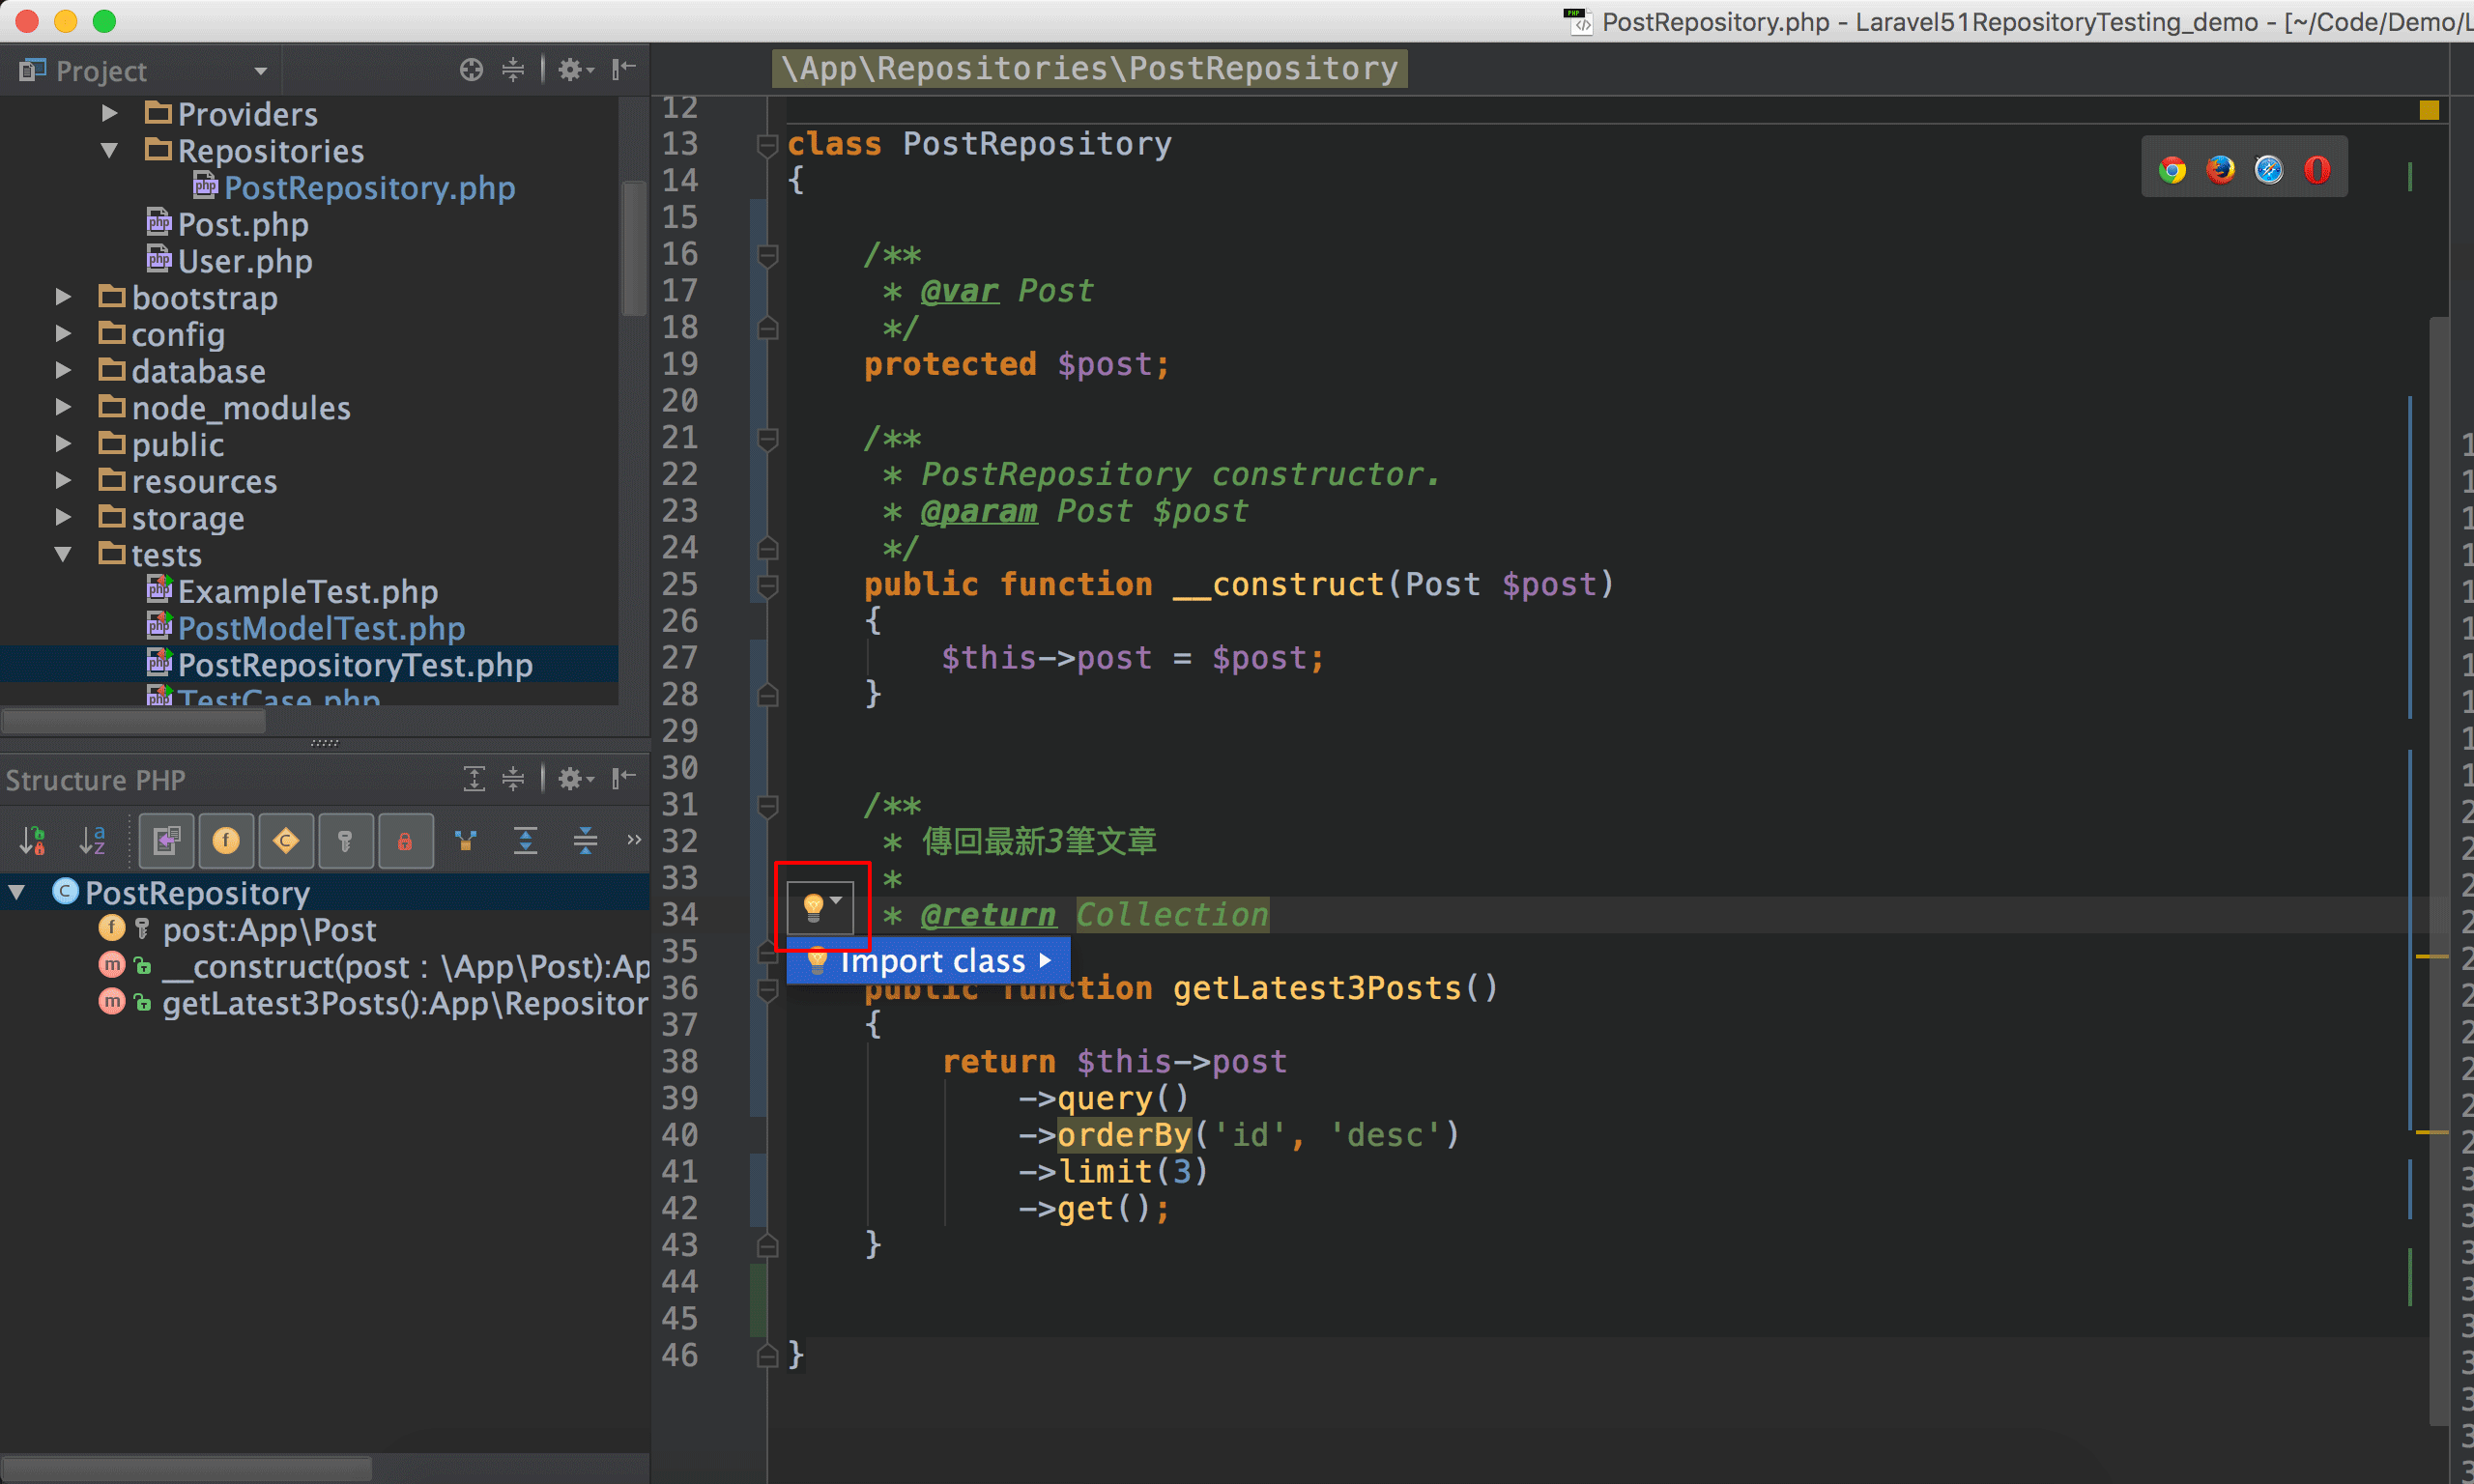 PostRepository.php - Laravel51RepositoryTesting_demo - [~/Code/Demo/L
Project
Providers
Repositories
PostRepository.php
Post.php
User.php
bootstrap
config
database
node_modules
public
resources
storage
tests
ExampleTest.php
PostModelTest.php
PostRepositoryTest.php
TestCase.php
Structure PHP
PostRepository
post:App\Post
__construct(post : \App\Post):Ap
getLatest3Posts():App\Repositor
\App\Repositories\PostRepository
12
13 class PostRepository
14 {
15
16 /**
17 * @var Post
18 */
19 protected $post;
20
21 /**
22 * PostRepository constructor.
23 * @param Post $post
24 */
25 public function __construct(Post $post)
26 {
27 $this->post = $post;
28 }
29
30
31 /**
32 * 傳回最新3筆文章
33 *
34 * @return Collection
35
Import class
36 public function getLatest3Posts()
37 {
38 return $this->post
39 ->query()
40 ->orderBy('id', 'desc')
41 ->limit(3)
42 ->get();
43 }
44
45
46 }